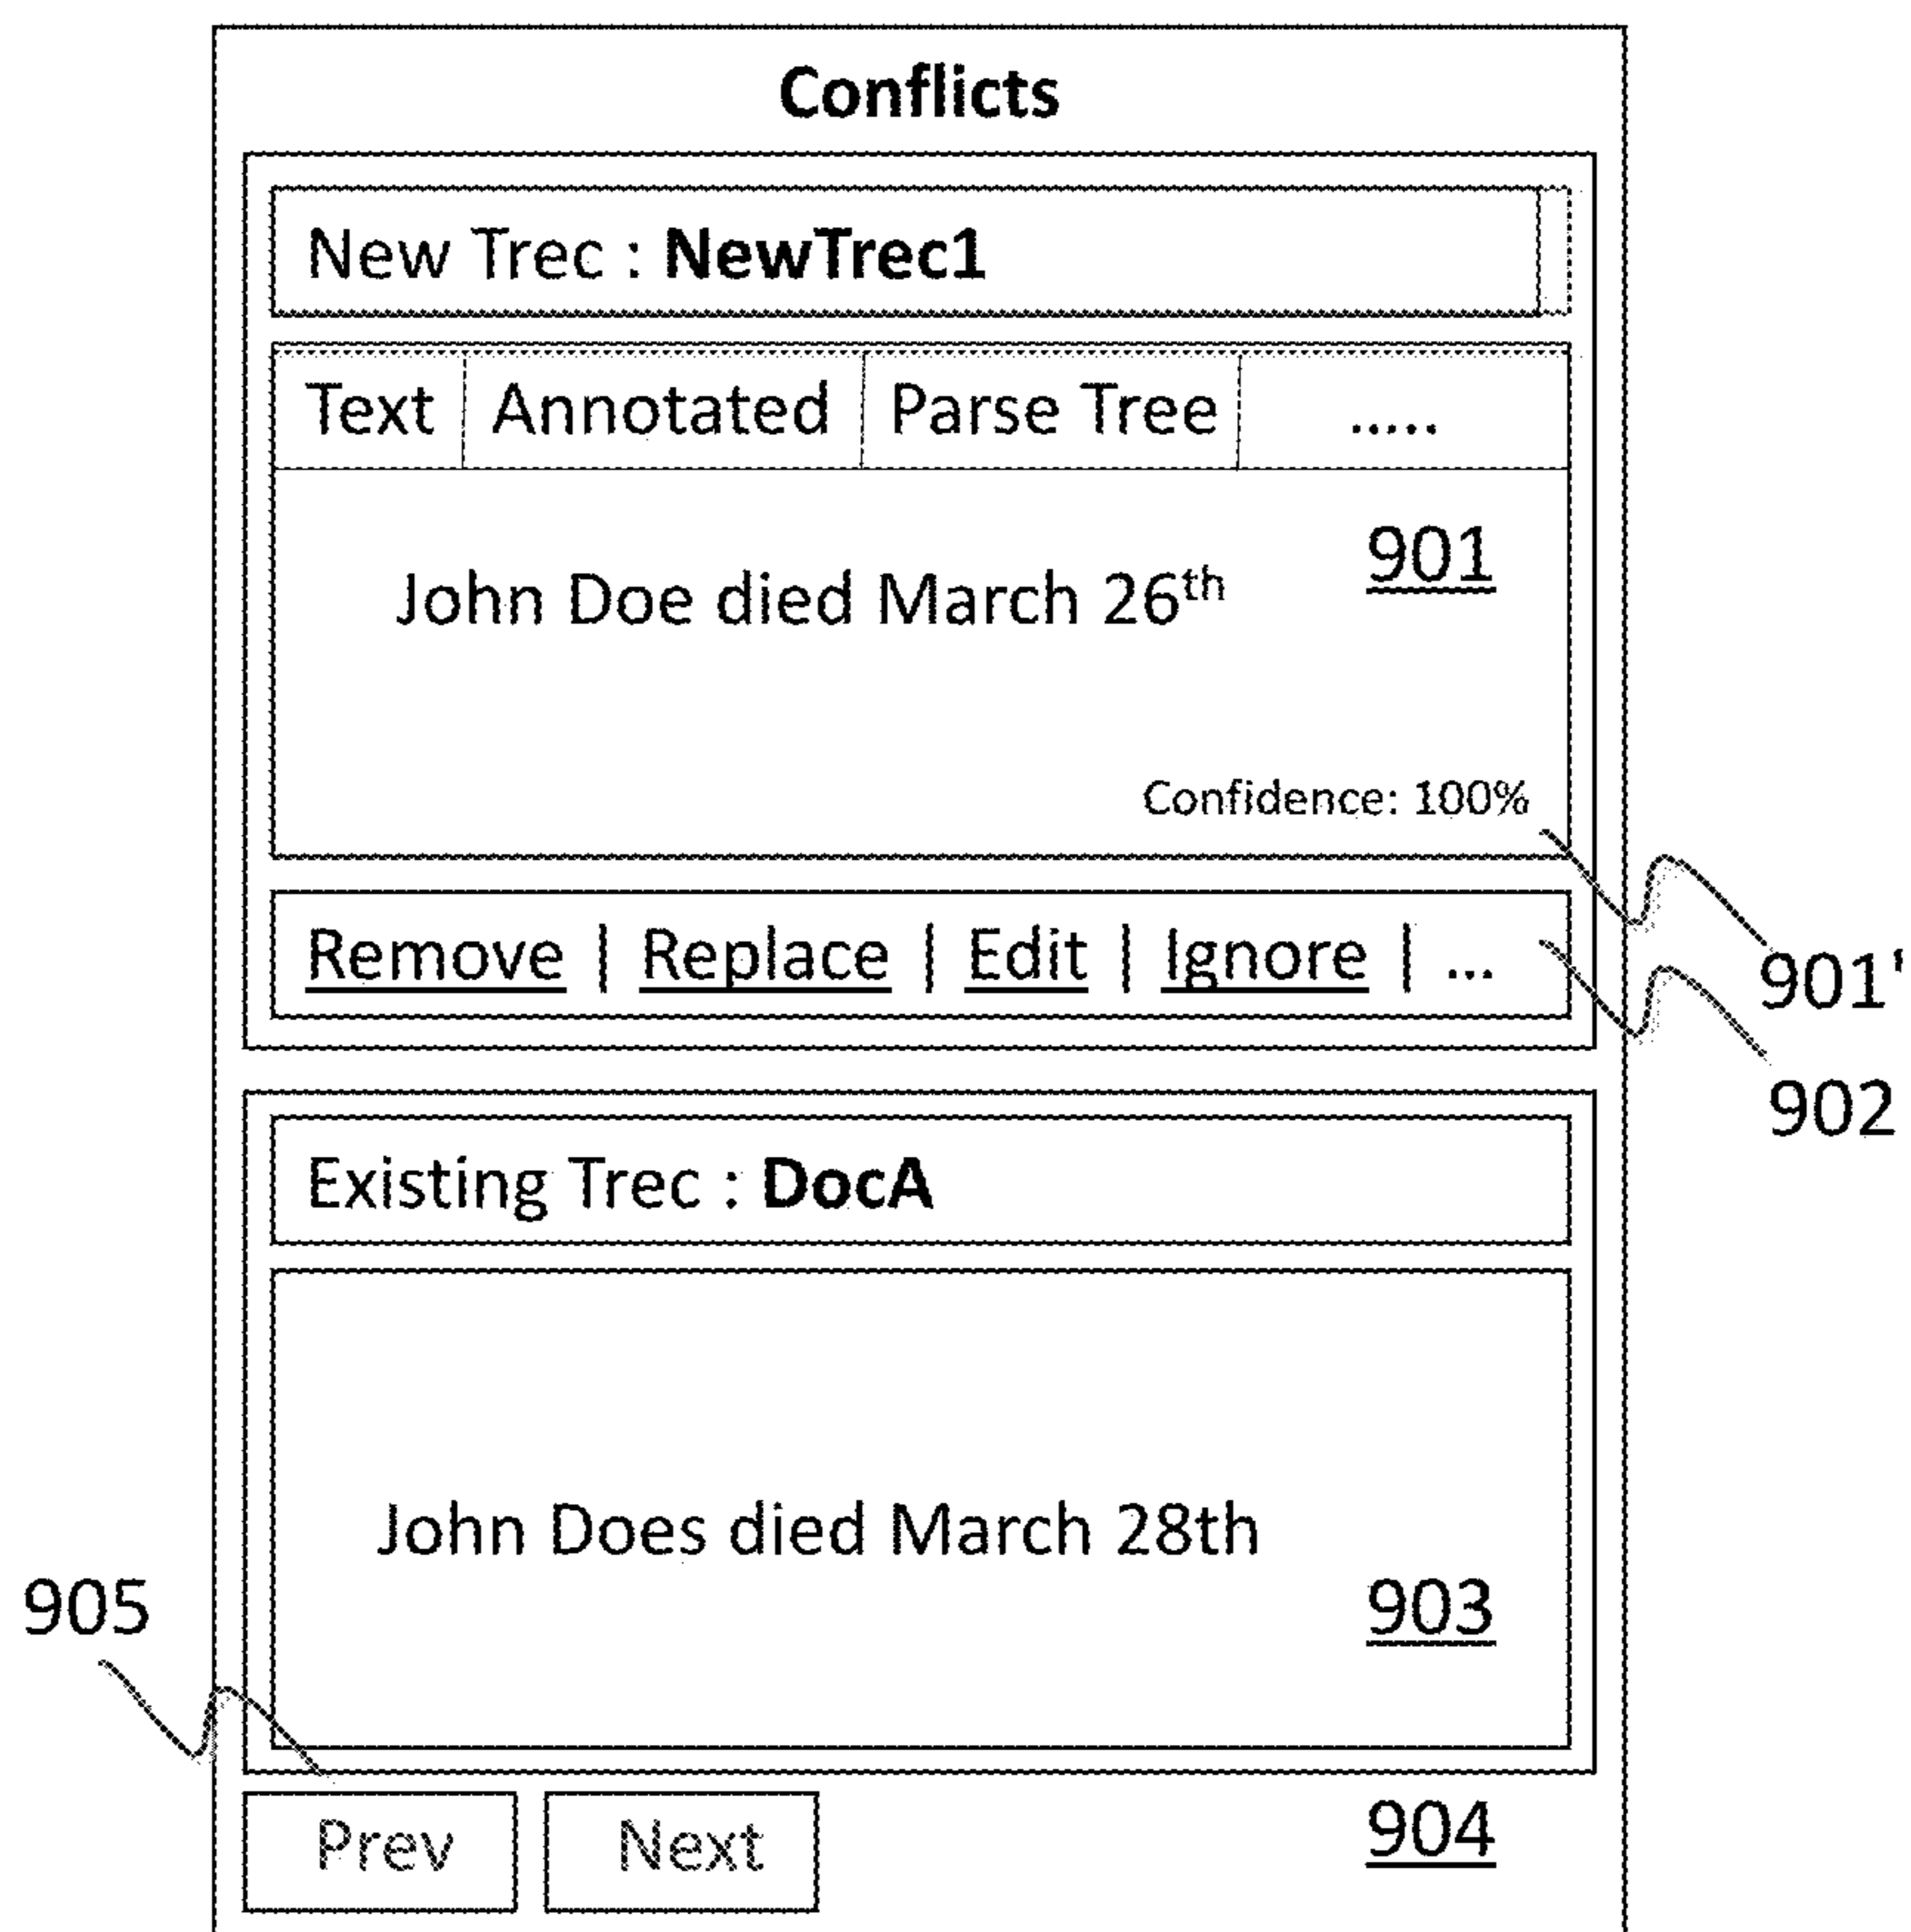 Conflicts
New Trec : NewTrec1
Text Annotated Parse Tree .....
901
John Doe died March 26th
Confidence: 100%
Remove | Replace | Edit | Ignore | ...
901'
902
Existing Trec : DocA
John Does died March 28th
903
905
Prev Next
904